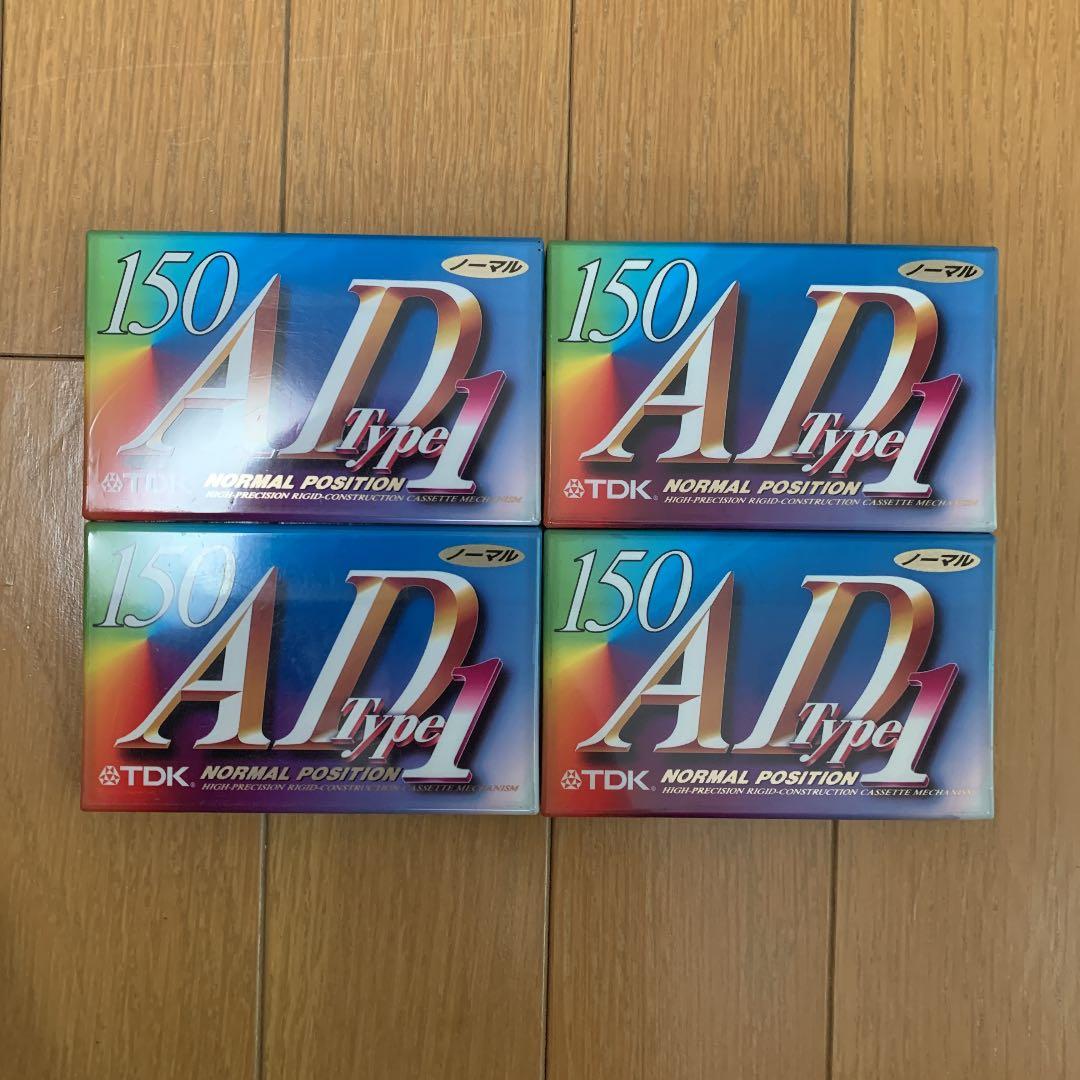 150
ノーマル
AD
Type 1
TDK
NORMAL POSITION
HIGH-PRECISION RIGID-CONSTRUCTION CASSETTE MECHANISM
150
ノーマル
AD
Type 1
TDK
NORMAL POSITION
HIGH-PRECISION RIGID-CONSTRUCTION CASSETTE MECHANISM
150
ノーマル
AD
Type 1
TDK
NORMAL POSITION
HIGH-PRECISION RIGID-CONSTRUCTION CASSETTE MECHANISM
150
ノーマル
AD
Type 1
TDK
NORMAL POSITION
HIGH-PRECISION RIGID-CONSTRUCTION CASSETTE MECHANISM